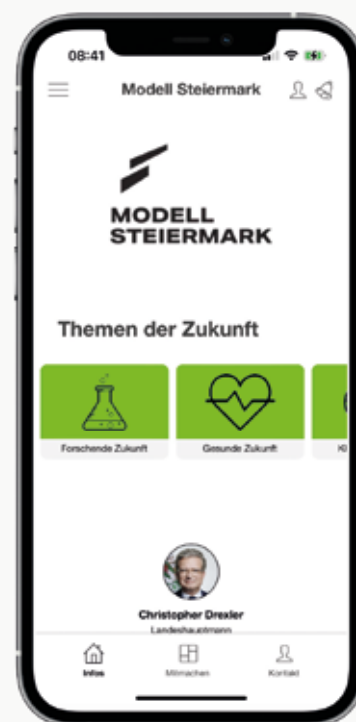 08:41
Modell Steiermark
MODELL
STEIERMARK
Themen der Zukunft
Forschende Zukunft
Gesunde Zukunft
Christopher Drexler
Landeshauptmann
Infos
Mitmachen
Kontakt